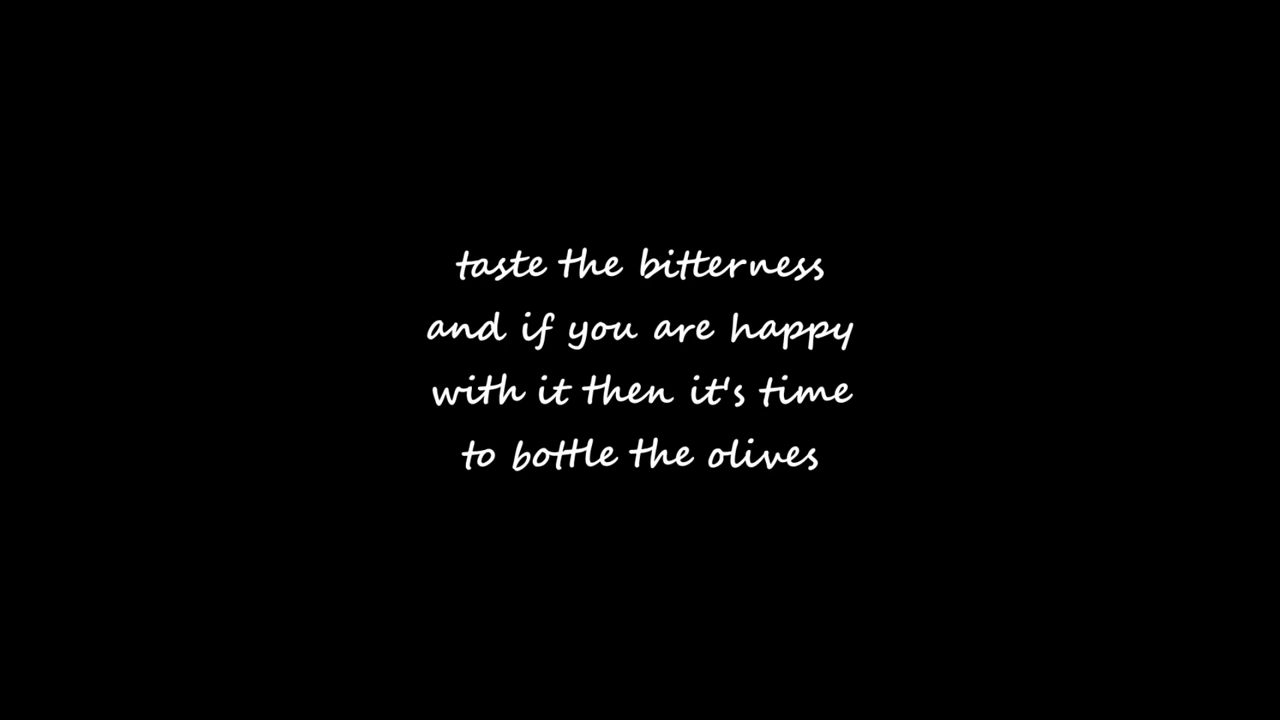 taste the bitterness
and if you are happy
with it then it's time
to bottle the olives